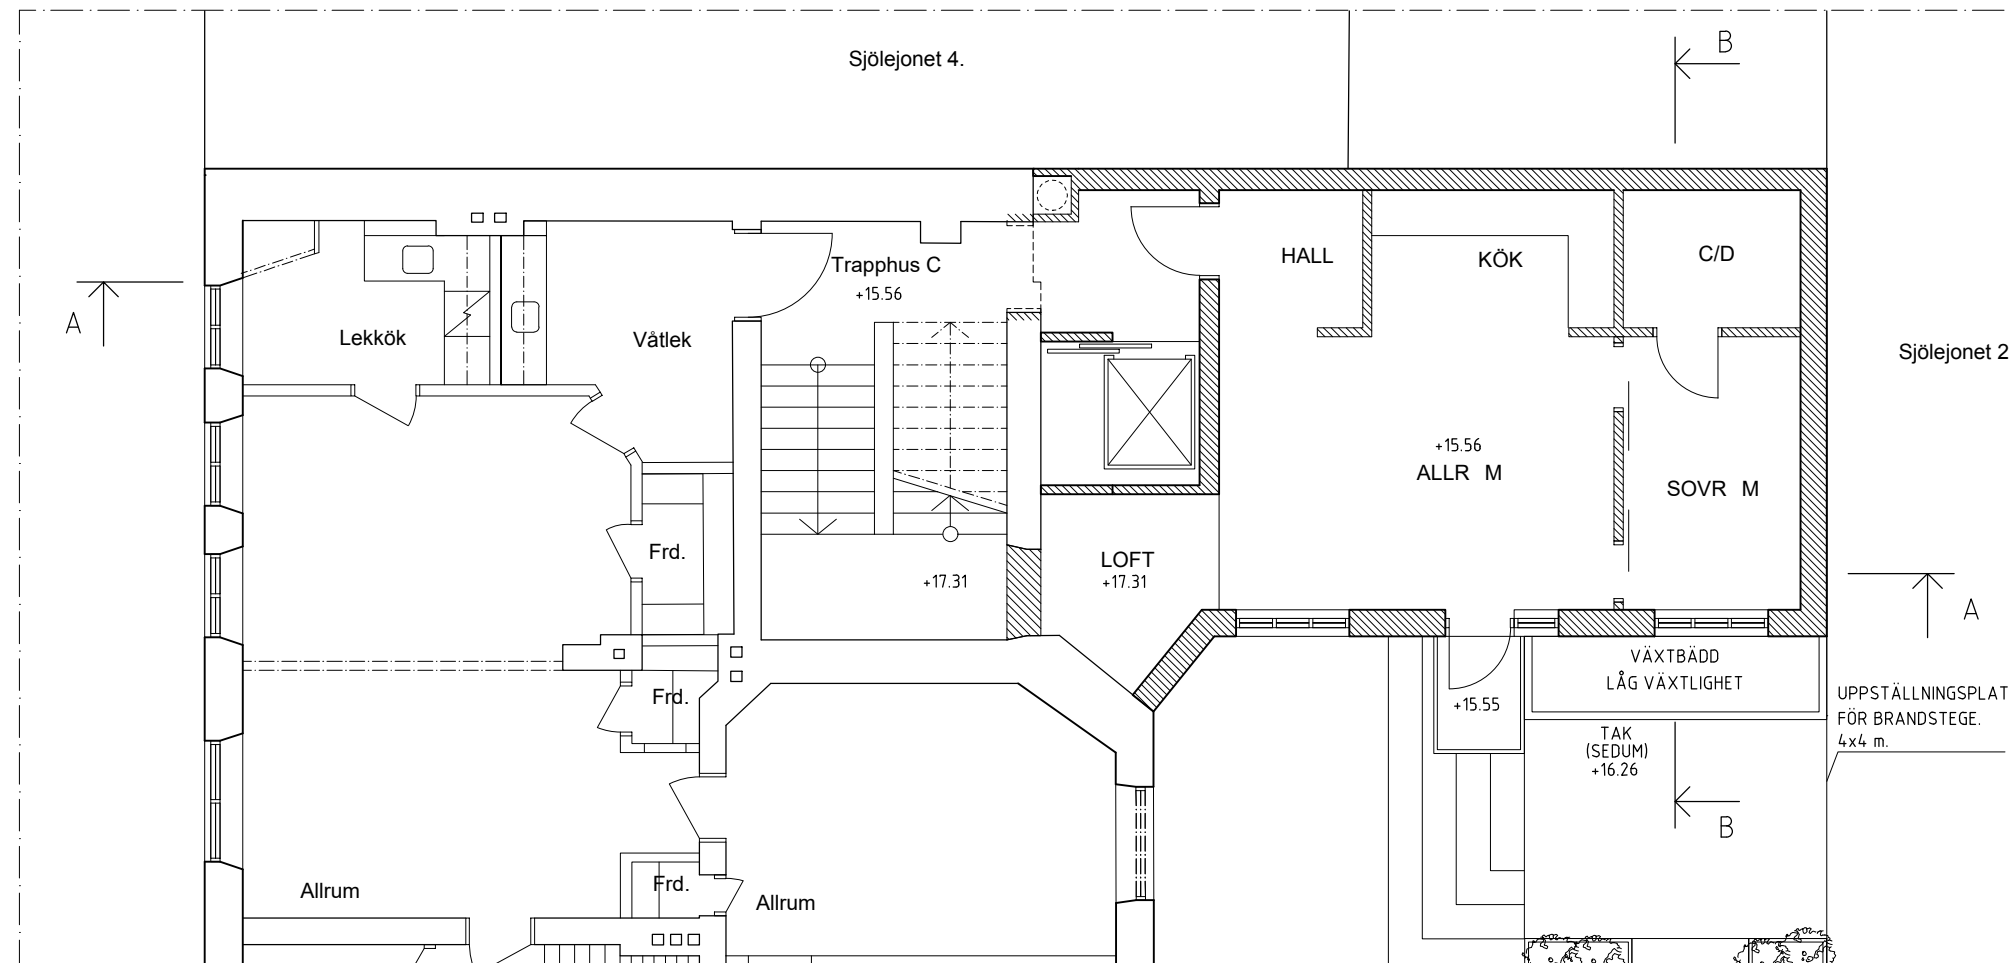 Sjölejonet 4.
B
HALL
KÖK
C/D
Trapphus C
+15.56
A
Lekkök
Våtlek
Sjölejonet 2
+15.56
ALLR M
SOVR M
Frd.
LOFT
+17.31
+17.31
A
VÄXTBÄDD
LÅG VÄXTLIGHET
Frd.
+15.55
UPPSTÄLLNINGSPLAT
FÖR BRANDSTEGE.
4x4 m.
TAK
(SEDUM)
+16.26
B
Frd.
Allrum
Allrum